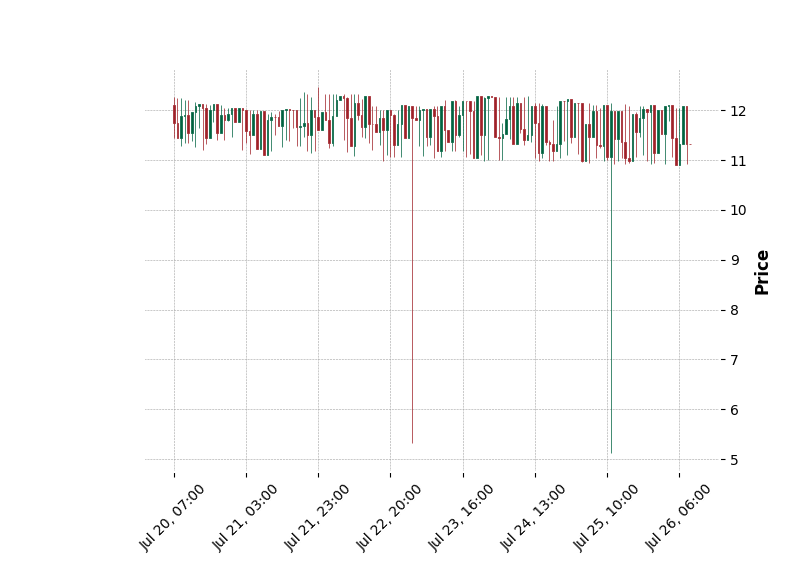 12
11
10
9
8
7
6
5
Price
Jul 20, 07:00
Jul 21, 03:00
Jul 21, 23:00
Jul 22, 20:00
Jul 23, 16:00
Jul 24, 13:00
Jul 25, 10:00
Jul 26, 06:00